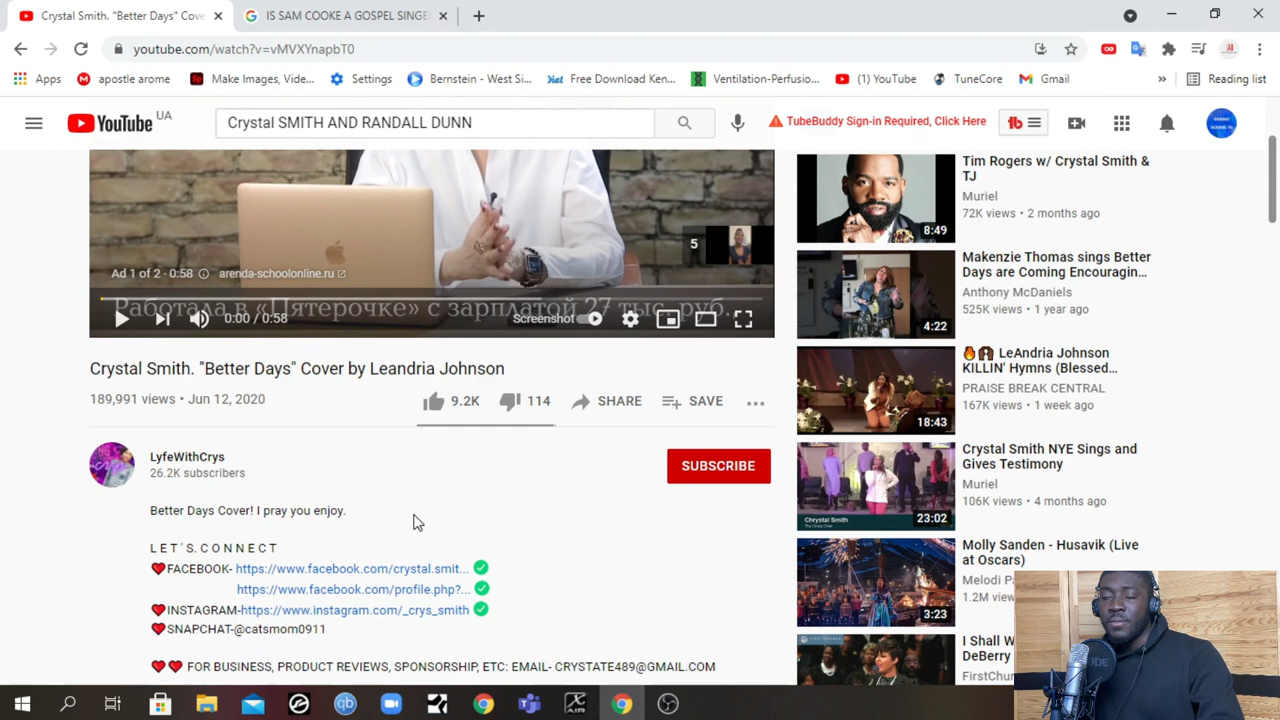 Crystal Smith. "Better Days" Cove
IS SAM COOKE A GOSPEL SINGE
youtube.com/watch?v=vMVXYnapbT0
Apps
apostle arome
Make Images, Vide...
Settings
Bernstein - West Si...
Free Download Ken...
Ventilation-Perfusio...
(1) YouTube
TuneCore
Gmail
»
Reading list
YouTube UA
Crystal SMITH AND RANDALL DUNN
TubeBuddy Sign-in Required, Click Here
tb
5
Ad 1 of 2 · 0:58
arenda-schoolonline.ru
Работала в «Пятерочке» с зарплатой 27 тыс. руб.
0:00 / 0:58
Screenshot
Crystal Smith. "Better Days" Cover by Leandria Johnson
189,991 views • Jun 12, 2020
9.2K
114
SHARE
SAVE
LyfeWithCrys
26.2K subscribers
SUBSCRIBE
Better Days Cover! I pray you enjoy.
L E T ' S. C O N N E C T
FACEBOOK- https://www.facebook.com/crystal.smit...
https://www.facebook.com/profile.php?...
INSTAGRAM-https://www.instagram.com/_crys_smith
SNAPCHAT-@catsmom0911
FOR BUSINESS, PRODUCT REVIEWS, SPONSORSHIP, ETC: EMAIL- CRYSTATE489@GMAIL.COM
8:49
Tim Rogers w/ Crystal Smith &
TJ
Muriel
72K views • 2 months ago
4:22
Makenzie Thomas sings Better
Days are Coming Encouragin...
Anthony McDaniels
525K views • 1 year ago
18:43
LeAndria Johnson
KILLIN' Hymns (Blessed...
PRAISE BREAK CENTRAL
167K views • 1 week ago
Chrystal Smith
23:02
Crystal Smith NYE Sings and
Gives Testimony
Muriel
106K views • 4 months ago
3:23
Molly Sanden - Husavik (Live
at Oscars)
Melodi
1.2M
I Shall W
DeBerry
FirstChur